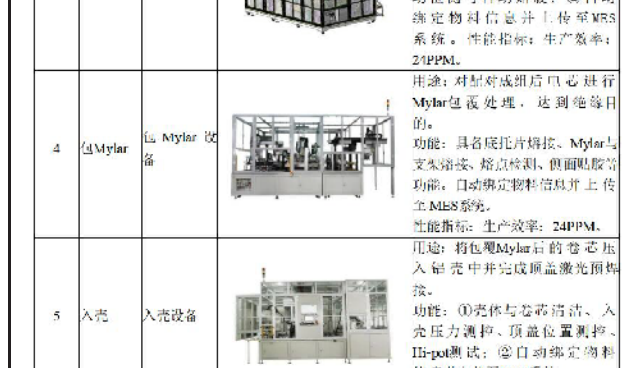 绑定物料信息并上传至MES
系统。性能指标：生产效率：
24PPM。
4
包Mylar
包 Mylar 设
备
用途：对配对成组后电芯进行
Mylar包覆处理，达到绝缘目
的。
功能：具备底托片熔接、Mylar与
支架熔接、熔点检测、侧面贴胶等
功能。自动绑定物料信息并上传
至 MES系统。
性能指标：生产效率：24PPM。
5
入壳
入壳设备
用途：将包覆Mylar后的卷芯压
入铝壳中并完成顶盖激光预焊
接。
功能：①壳体与卷芯清洁、入
壳压力测控、顶盖位置测控、
Hi-pot测试；②自动绑定物料